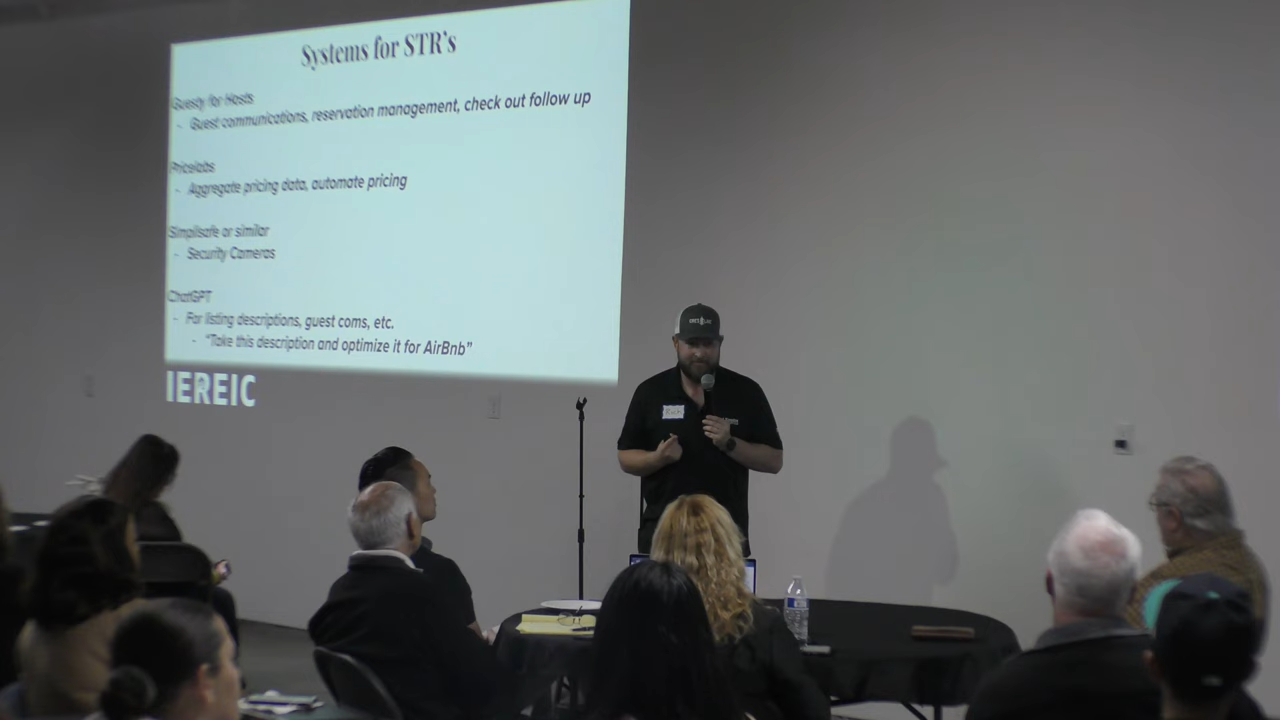 Systems for STR's
Guesty for Hosts
- Guest communications, reservation management, check out follow up
Pricelabs
- Aggregate pricing data, automate pricing
Simplisafe or similar
- Security Cameras
ChatGPT
- For listing descriptions, guest coms, etc.
- "Take this description and optimize it for AirBnb"
IEREIC